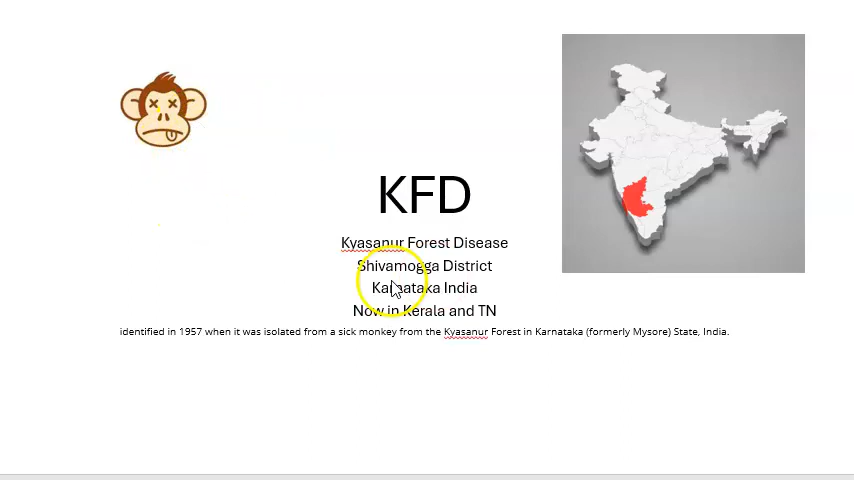 KFD
Kyasanur Forest Disease
Shivamogga District
Karnataka India
Now in Kerala and TN
identified in 1957 when it was isolated from a sick monkey from the Kyasanur Forest in Karnataka (formerly Mysore) State, India.